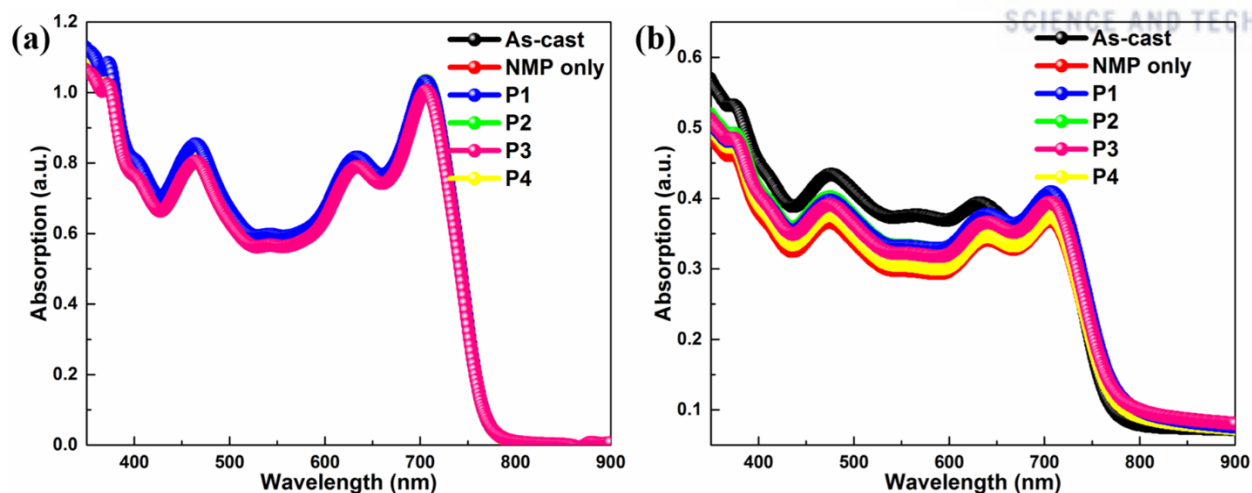 SCIENCE AND TECH
(a)
1.2
1.0
0.8
0.6
0.4
0.2
0.0
Absorption (a.u.)
As-cast
NMP only
P1
P2
P3
P4
400 500 600 700 800 900
Wavelength (nm)
(b)
0.6
0.5
0.4
0.3
0.2
0.1
Absorption (a.u.)
As-cast
NMP only
P1
P2
P3
P4
400 500 600 700 800 900
Wavelength (nm)